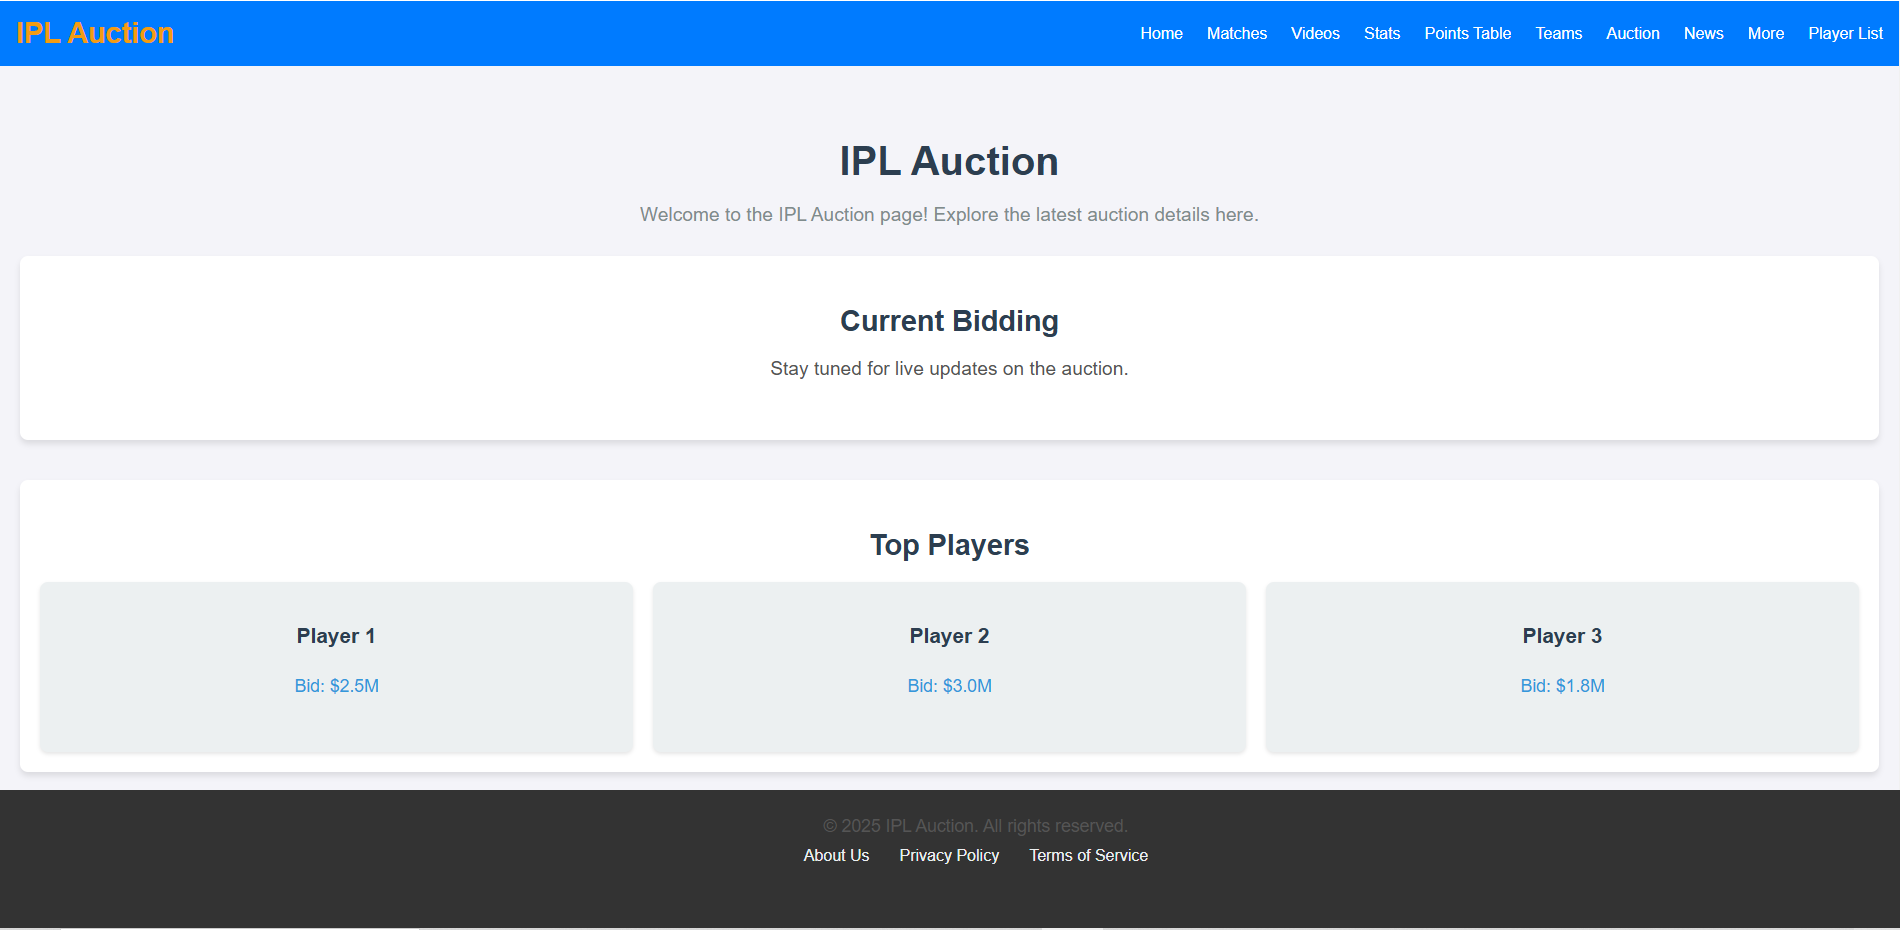 IPL Auction
Home Matches Videos Stats Points Table Teams Auction News More Player List
IPL Auction
Welcome to the IPL Auction page! Explore the latest auction details here.
Current Bidding
Stay tuned for live updates on the auction.
Top Players
Player 1 Player 2 Player 3
Bid: $2.5M Bid: $3.0M Bid: $1.8M
© 2025 IPL Auction. All rights reserved.
About Us Privacy Policy Terms of Service